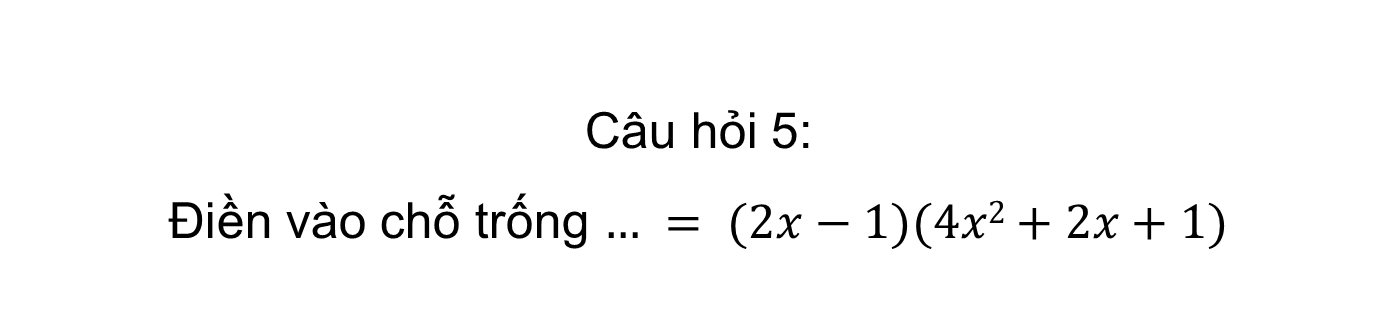 Câu hỏi 5:
Điền vào chỗ trống ... = (2x − 1)(4x² + 2x + 1)